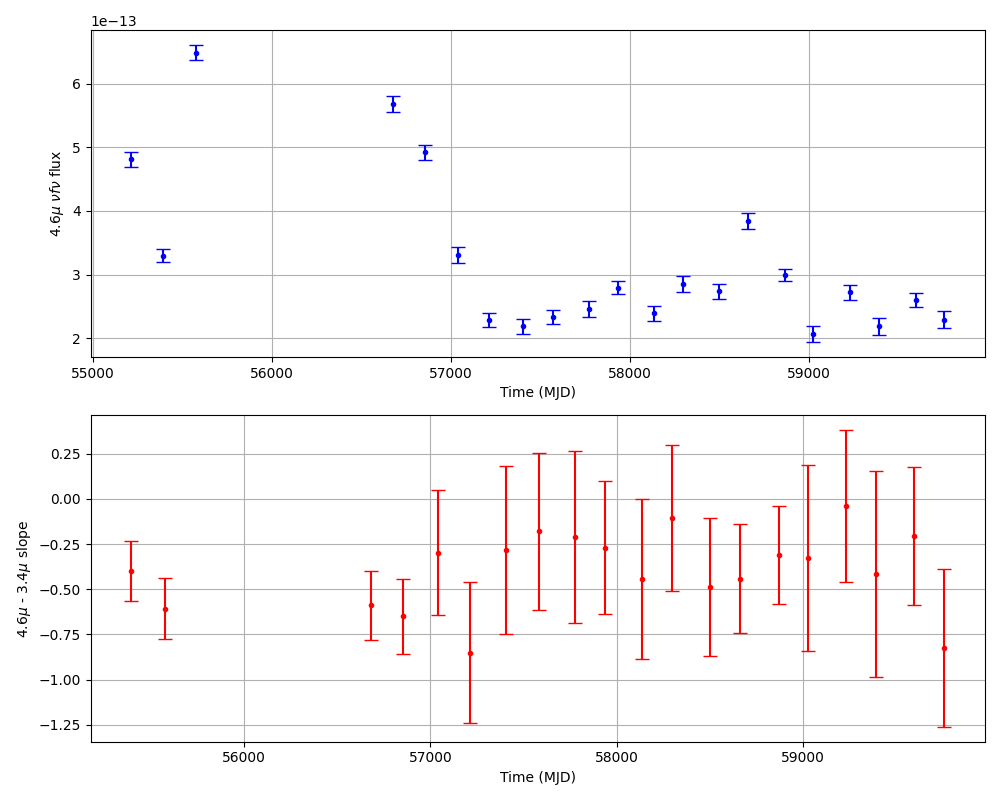 1e−13
6
5
4
3
2
4.6μ νfν flux
55000 56000 57000 58000 59000
Time (MJD)
0.25
0.00
−0.25
−0.50
−0.75
−1.00
−1.25
4.6μ - 3.4μ slope
56000 57000 58000 59000
Time (MJD)